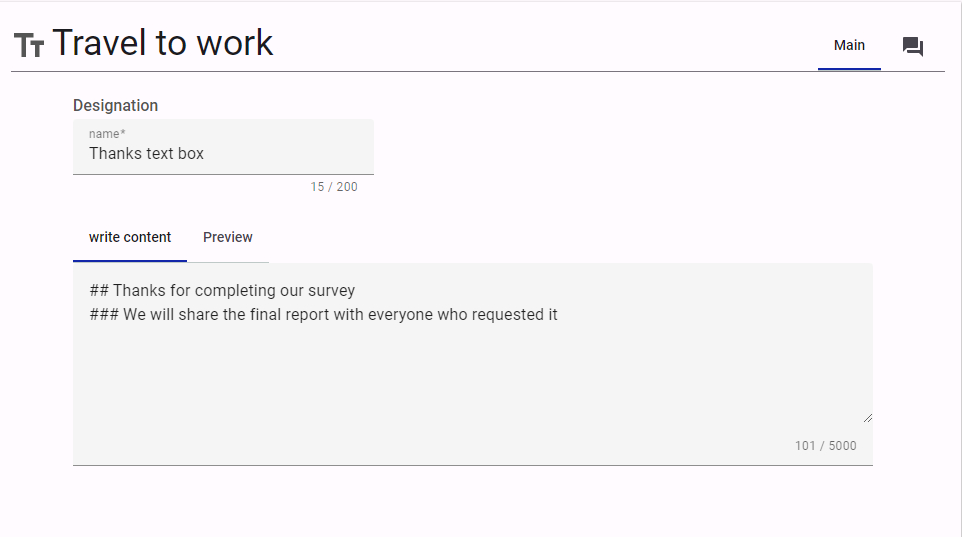 Travel to work
Main
Designation
name*
Thanks text box
15 / 200
write content
Preview
## Thanks for completing our survey
### We will share the final report with everyone who requested it
101 / 5000